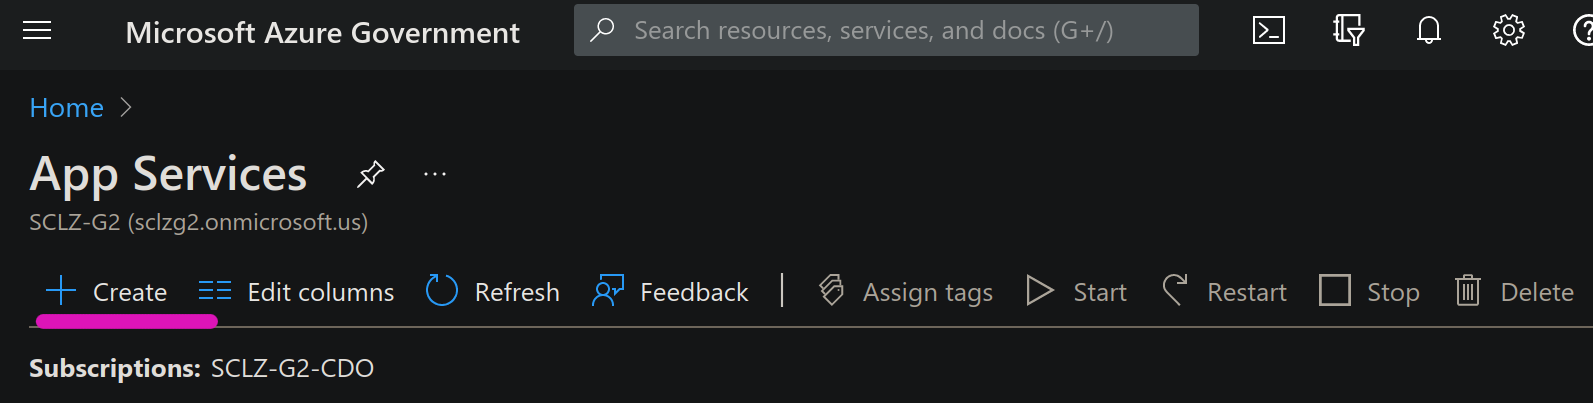 Microsoft Azure Government
Search resources, services, and docs (G+/)
Home
App Services
SCLZ-G2 (sclzg2.onmicrosoft.us)
Create Edit columns Refresh Feedback Assign tags Start Restart Stop Delete
Subscriptions: SCLZ-G2-CDO